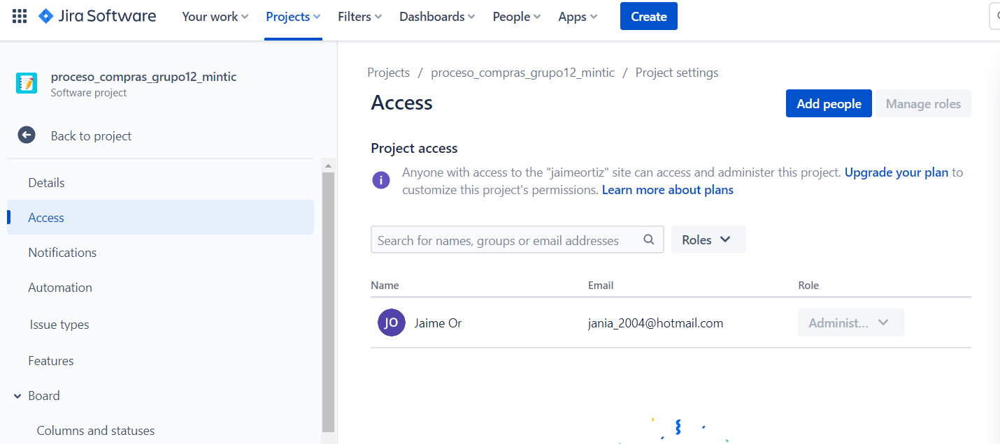 Jira Software Your work Projects Filters Dashboards People Apps Create
proceso_compras_grupo12_mintic
Software project
Back to project
Details
Access
Notifications
Automation
Issue types
Features
Board
Columns and statuses
Projects / proceso_compras_grupo12_mintic / Project settings
Access
Add people Manage roles
Project access
i
Anyone with access to the "jaimeortiz" site can access and administer this project. Upgrade your plan to
customize this project's permissions. Learn more about plans
Search for names, groups or email addresses Roles
Name Email Role
JO Jaime Or jania_2004@hotmail.com Administ...